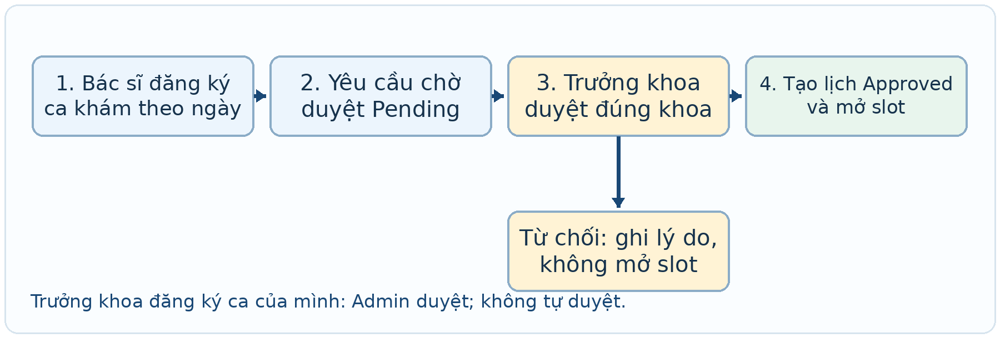 1. Bác sĩ đăng ký
ca khám theo ngày
2. Yêu cầu chờ
duyệt Pending
3. Trưởng khoa
duyệt đúng khoa
4. Tạo lịch Approved
và mở slot
Từ chối: ghi lý do,
không mở slot
Trưởng khoa đăng ký ca của mình: Admin duyệt; không tự duyệt.